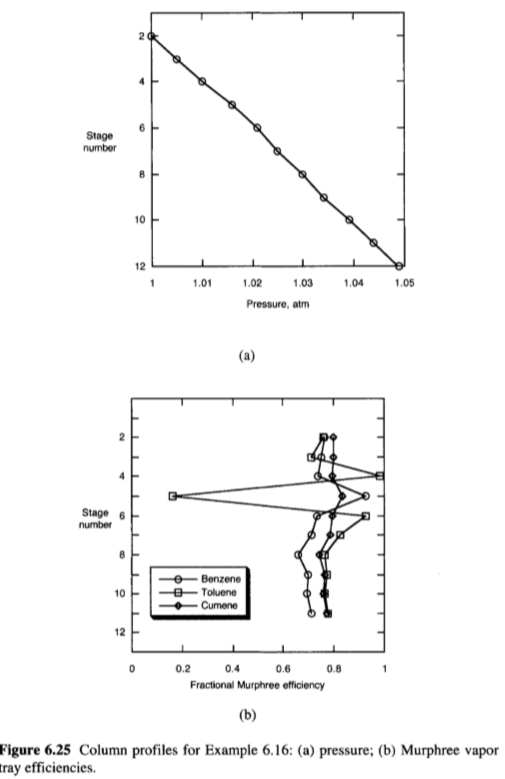 2
4
6
8
10
12
Stage
number
1 1.01 1.02 1.03 1.04 1.05
Pressure, atm
(a)
2
4
6
8
10
12
Stage
number
Benzene
Toluene
Cumene
0 0.2 0.4 0.6 0.8 1
Fractional Murphree efficiency
(b)
Figure 6.25 Column profiles for Example 6.16: (a) pressure; (b) Murphree vapor
tray efficiencies.